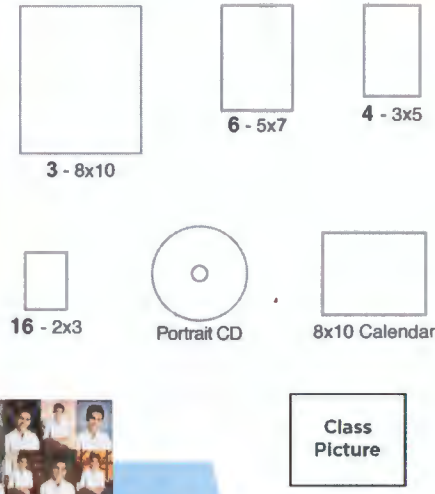 3 - 8x10
6 - 5x7
4 - 3x5
16 - 2x3
Portrait CD
8x10 Calendar
Class
Picture